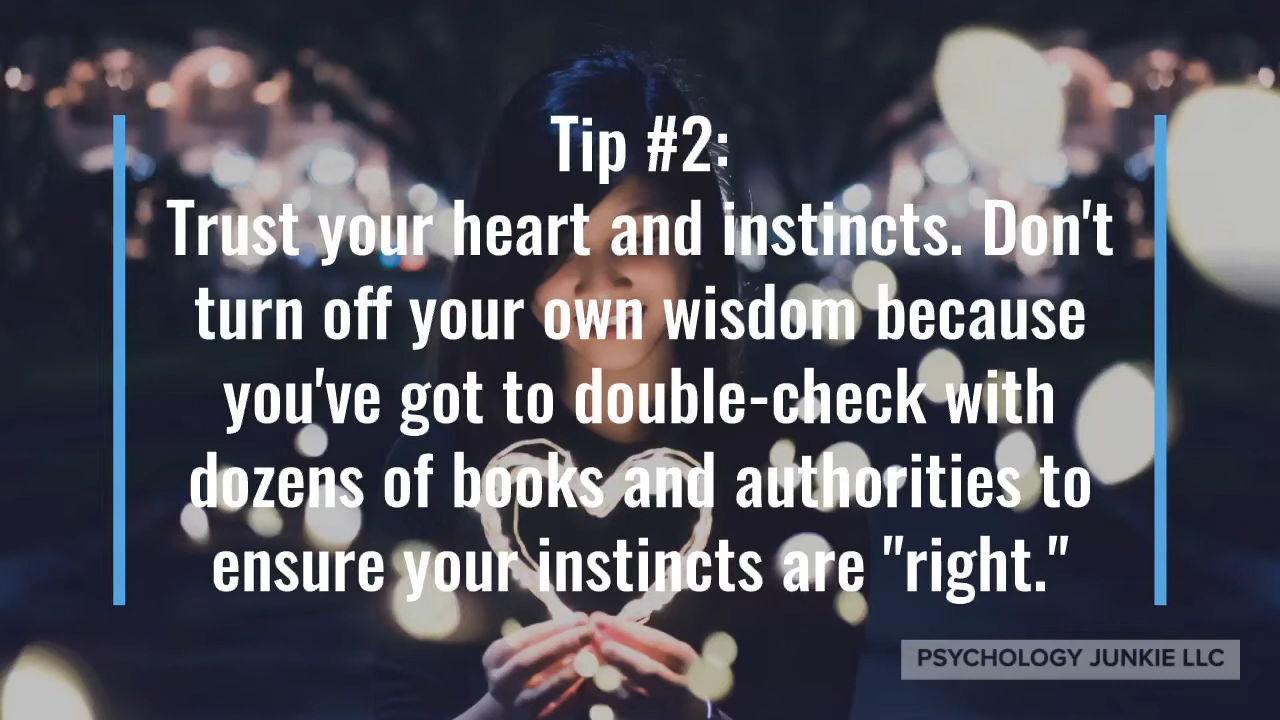 Tip #2:
Trust your heart and instincts. Don't
turn off your own wisdom because
you've got to double-check with
dozens of books and authorities to
ensure your instincts are "right."
PSYCHOLOGY JUNKIE LLC